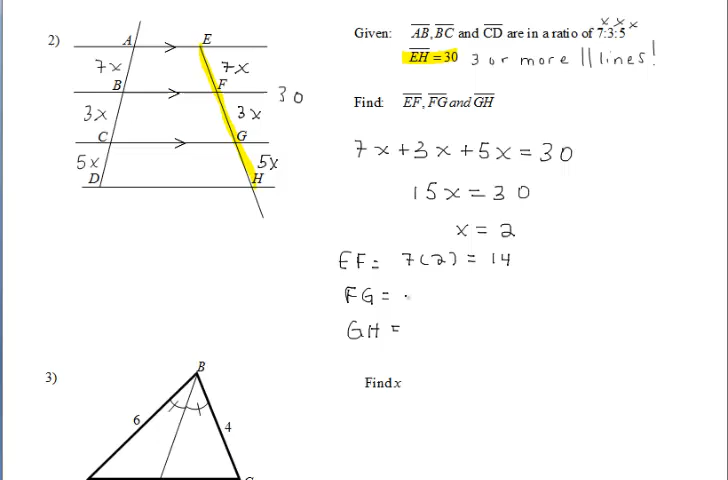 2)
A
E
7x
7x
B
F
30
3x
3x
C
G
5x
5x
D
H
Given: AB, BC and CD are in a ratio of 7:3:5
x x x
EH = 30 3 or more || lines!
Find: EF, FG and GH
7x + 3x + 5x = 30
15x = 30
x = 2
EF = 7(2) = 14
FG =
GH =
3)
B
6
4
Find x